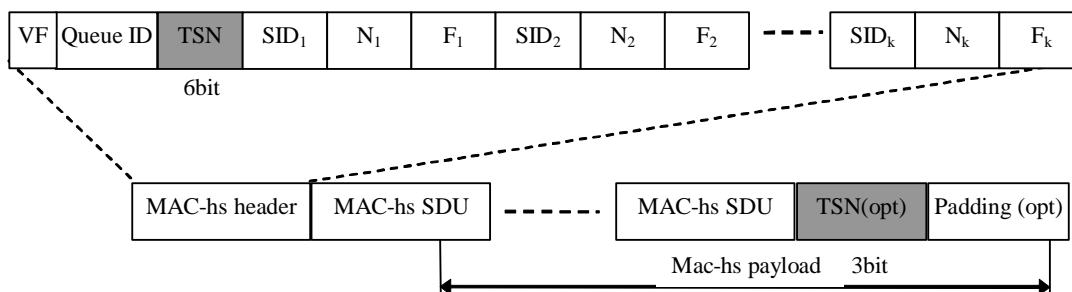 VF Queue ID TSN SID₁ N₁ F₁ SID₂ N₂ F₂ SIDₖ Nₖ Fₖ
6bit
MAC-hs header MAC-hs SDU MAC-hs SDU TSN(opt) Padding (opt)
Mac-hs payload 3bit